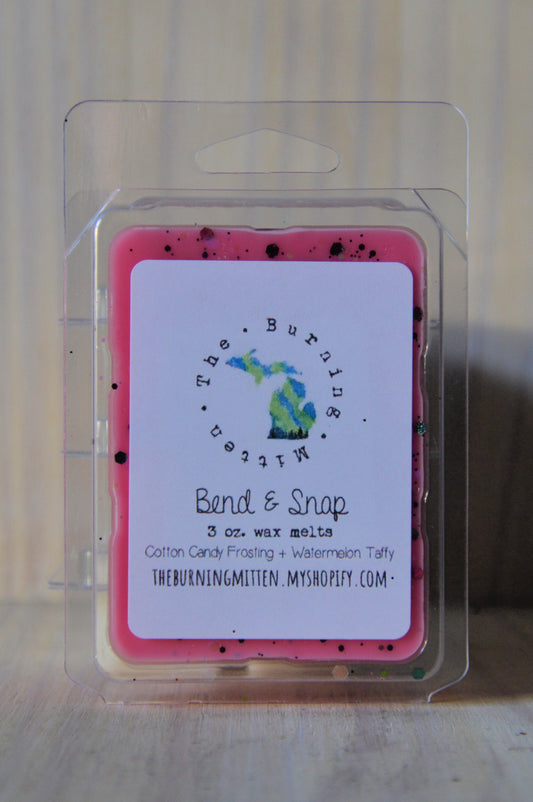 The • Burning • Mitten •
Bend & Snap
3 oz. wax melts
Cotton Candy Frosting + Watermelon Taffy
THEBURNINGMITTEN.MYSHOPIFY.COM